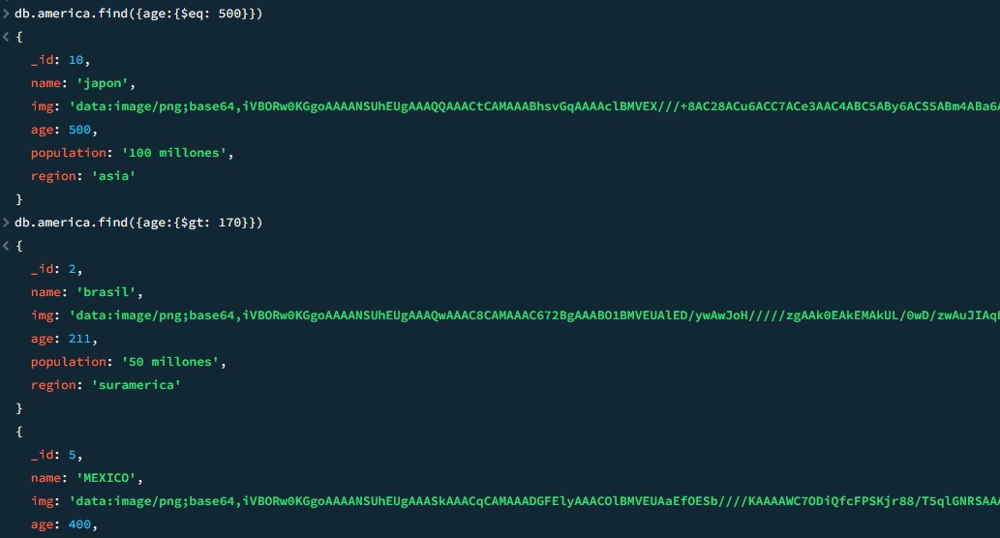 > db.america.find({age:{$eq: 500}})
< {
_id: 10,
name: 'japon',
img: 'data:image/png;base64,iVBORw0KGgoAAAANSUhEUgAAAQQAAACtCAMAAABhsvGqAAAAclBMVEX///+8AC28ACu6ACC7ACe3AAC4ABC5ABy6ACS5ABm4ABa6A
age: 500,
population: '100 millones',
region: 'asia'
}
> db.america.find({age:{$gt: 170}})
< {
_id: 2,
name: 'brasil',
img: 'data:image/png;base64,iVBORw0KGgoAAAANSUhEUgAAAQwAAAC8CAMAAAC672BgAAABO1BMVEUAlED/ywAwJoH/////zgAAk0EAkEMAkUL/0wD/zwAuJIAq
age: 211,
population: '50 millones',
region: 'suramerica'
}
{
_id: 5,
name: 'MEXICO',
img: 'data:image/png;base64,iVBORw0KGgoAAAANSUhEUgAAASkAAACqCAMAAADGFElyAAACOlBMVEUAaEfOESb////KAAAAWC7ODiQfcFPSKjr88/T5qlGNRSAA
age: 400,